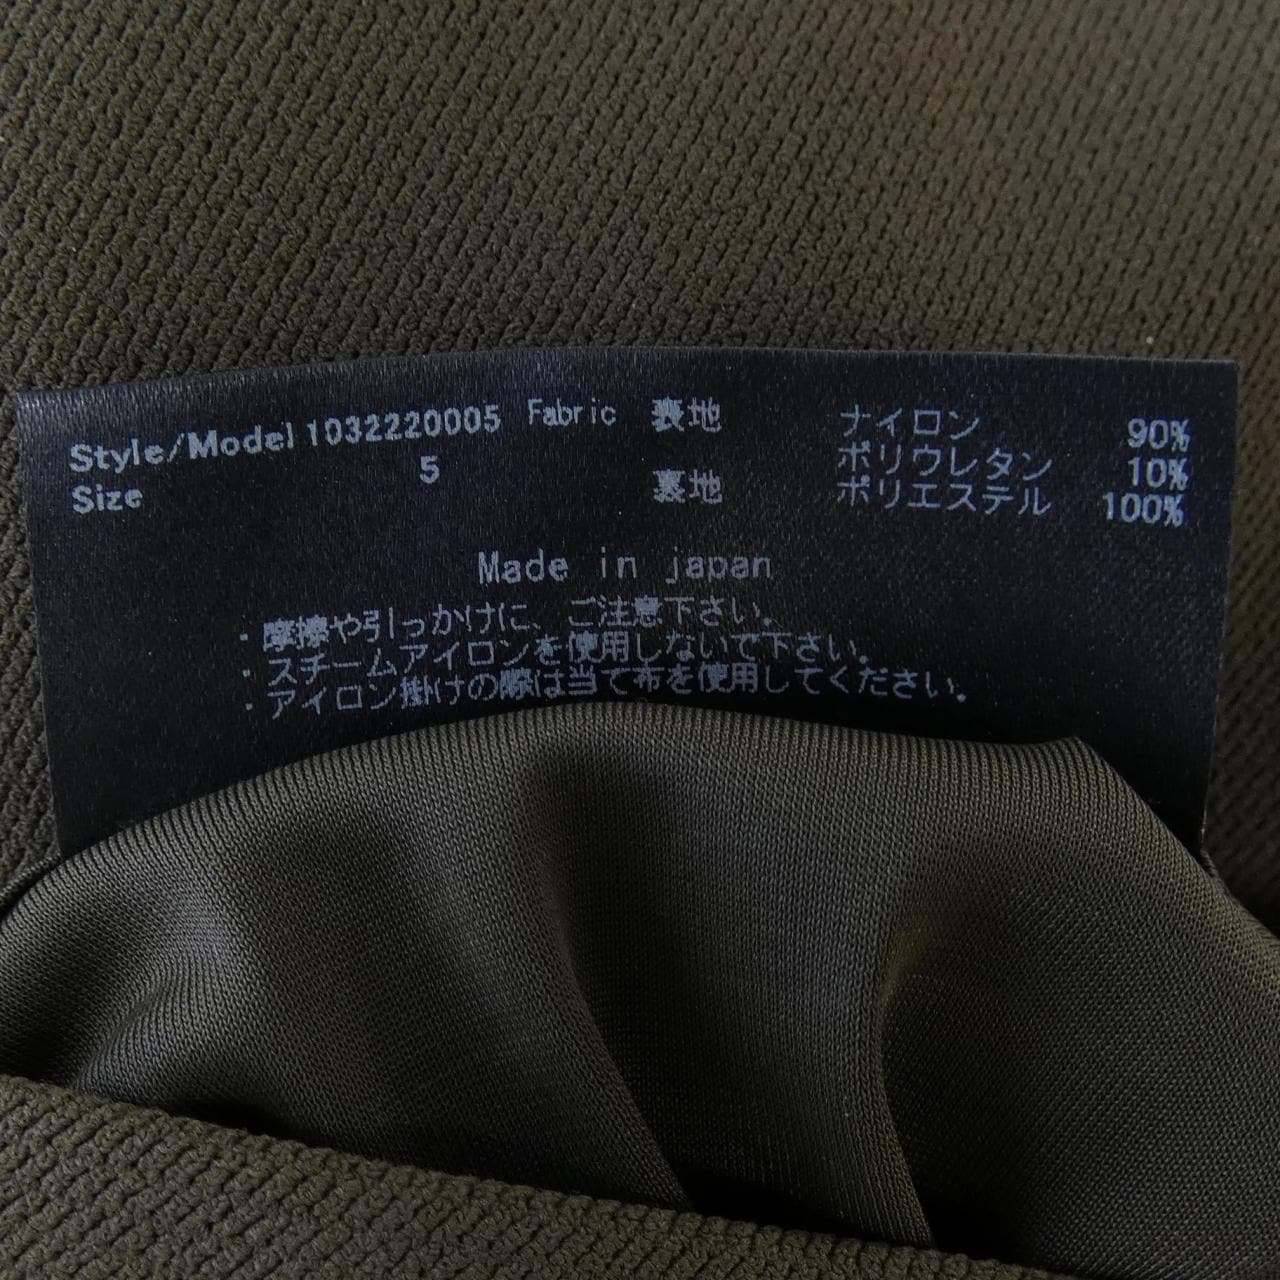 Style/Model 1032220005 Fabric 表地 ナイロン 90%
ポリウレタン 10%
Size 5 裏地 ポリエステル 100%
Made in japan
・摩擦や引っかけに、ご注意下さい。
・スチームアイロンを使用しないで下さい。
・アイロン掛けの際は当て布を使用してください。